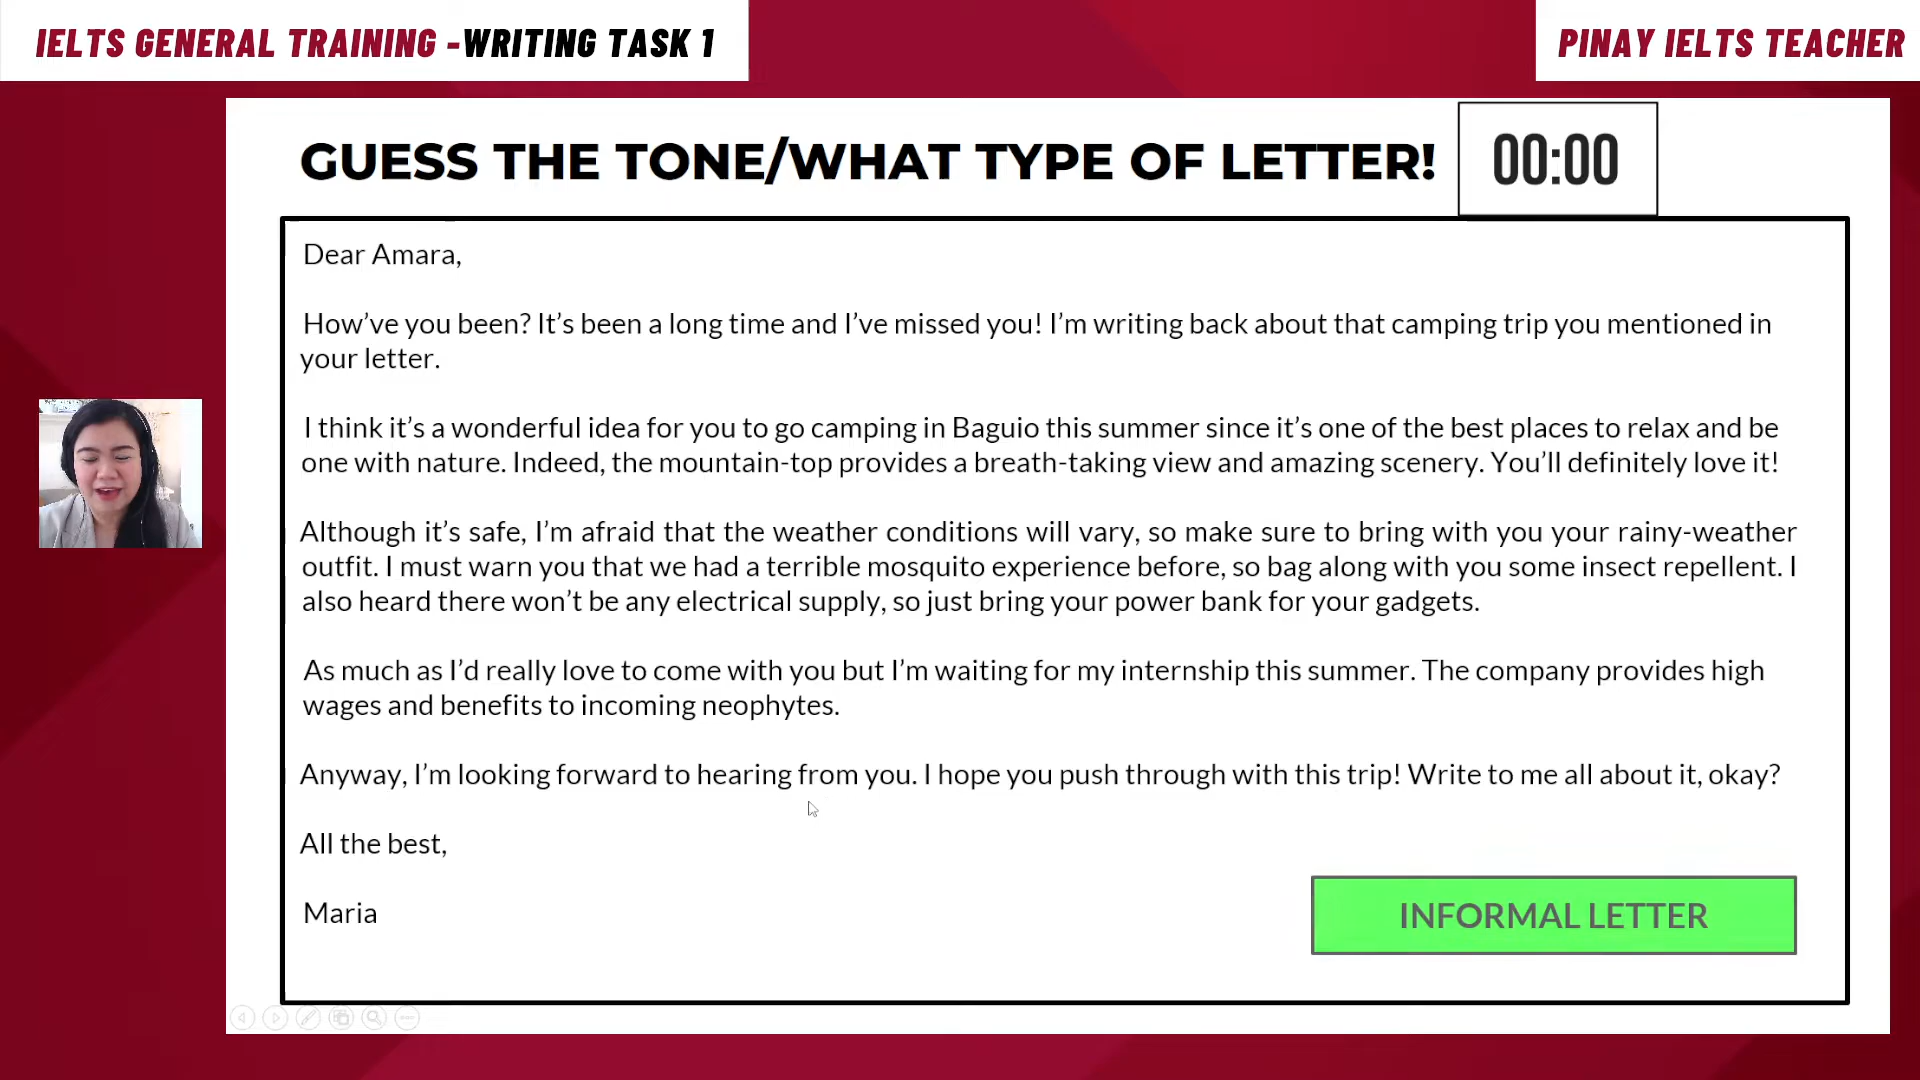 IELTS GENERAL TRAINING -WRITING TASK 1
PINAY IELTS TEACHER
GUESS THE TONE/WHAT TYPE OF LETTER!
00:00
Dear Amara,
How’ve you been? It’s been a long time and I’ve missed you! I’m writing back about that camping trip you mentioned in
your letter.
I think it’s a wonderful idea for you to go camping in Baguio this summer since it’s one of the best places to relax and be
one with nature. Indeed, the mountain-top provides a breath-taking view and amazing scenery. You’ll definitely love it!
Although it’s safe, I’m afraid that the weather conditions will vary, so make sure to bring with you your rainy-weather
outfit. I must warn you that we had a terrible mosquito experience before, so bag along with you some insect repellent. I
also heard there won’t be any electrical supply, so just bring your power bank for your gadgets.
As much as I’d really love to come with you but I’m waiting for my internship this summer. The company provides high
wages and benefits to incoming neophytes.
Anyway, I’m looking forward to hearing from you. I hope you push through with this trip! Write to me all about it, okay?
All the best,
Maria
INFORMAL LETTER